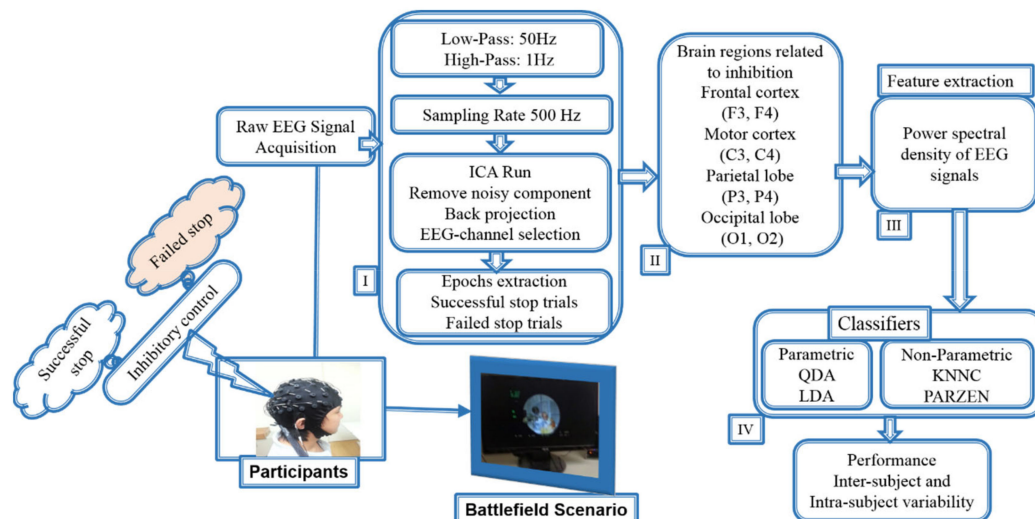 Failed stop
Successful
stop
Inhibitory control
Raw EEG Signal
Acquisition
Participants
Battlefield Scenario
Low-Pass: 50Hz
High-Pass: 1Hz
Sampling Rate 500 Hz
ICA Run
Remove noisy component
Back projection
EEG-channel selection
Epochs extraction
Successful stop trials
Failed stop trials
I
Brain regions related
to inhibition
Frontal cortex
(F3, F4)
Motor cortex
(C3, C4)
Parietal lobe
(P3, P4)
Occipital lobe
(O1, O2)
II
Feature extraction
Power spectral
density of EEG
signals
III
Classifiers
Parametric
QDA
LDA
Non-Parametric
KNNC
PARZEN
IV
Performance
Inter-subject and
Intra-subject variability